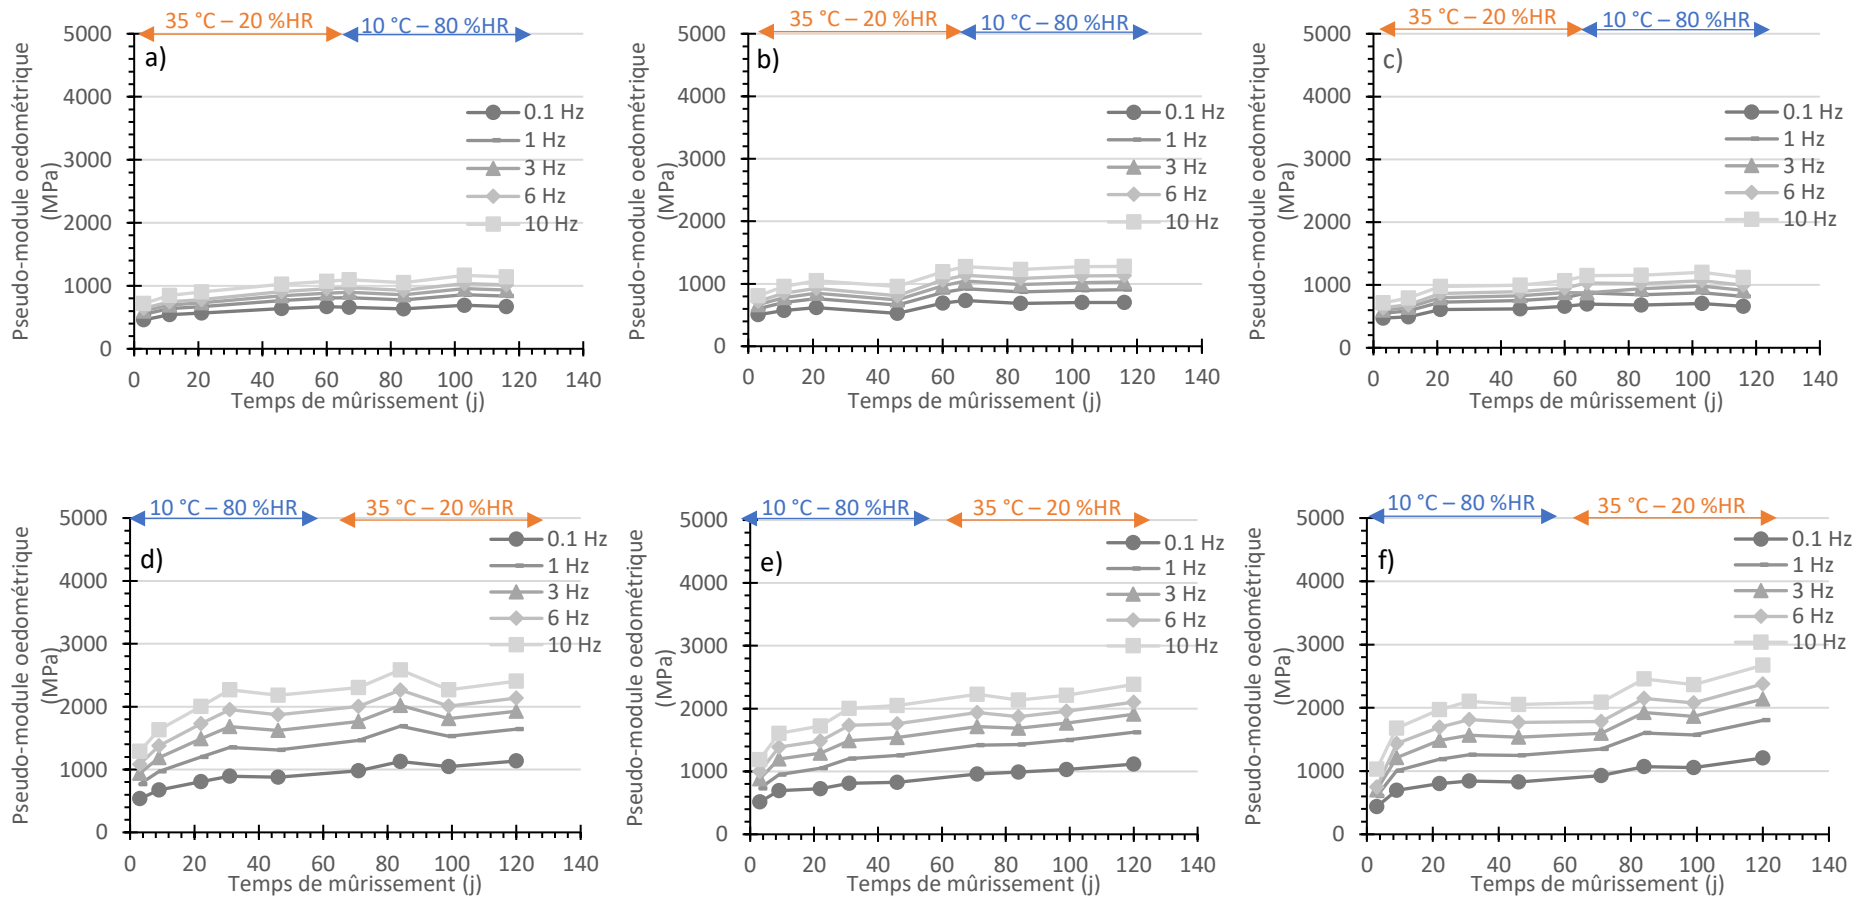 35 °C – 20 %HR
10 °C – 80 %HR
a)
Pseudo-module oedométrique
(MPa)
5000
4000
3000
2000
1000
0
0.1 Hz
1 Hz
3 Hz
6 Hz
10 Hz
0 20 40 60 80 100 120 140
Temps de mûrissement (j)
35 °C – 20 %HR
10 °C – 80 %HR
b)
Pseudo-module oedométrique
(MPa)
5000
4000
3000
2000
1000
0
0.1 Hz
1 Hz
3 Hz
6 Hz
10 Hz
0 20 40 60 80 100 120 140
Temps de mûrissement (j)
35 °C – 20 %HR
10 °C – 80 %HR
c)
Pseudo-module oedométrique
(MPa)
5000
4000
3000
2000
1000
0
0.1 Hz
1 Hz
3 Hz
6 Hz
10 Hz
0 20 40 60 80 100 120 140
Temps de mûrissement (j)
10 °C – 80 %HR
35 °C – 20 %HR
d)
Pseudo-module oedométrique
(MPa)
5000
4000
3000
2000
1000
0
0.1 Hz
1 Hz
3 Hz
6 Hz
10 Hz
0 20 40 60 80 100 120 140
Temps de mûrissement (j)
10 °C – 80 %HR
35 °C – 20 %HR
e)
Pseudo-module oedométrique
(MPa)
5000
4000
3000
2000
1000
0
0.1 Hz
1 Hz
3 Hz
6 Hz
10 Hz
0 20 40 60 80 100 120 140
Temps de mûrissement (j)
10 °C – 80 %HR
35 °C – 20 %HR
f)
Pseudo-module oedométrique
(MPa)
5000
4000
3000
2000
1000
0
0.1 Hz
1 Hz
3 Hz
6 Hz
10 Hz
0 20 40 60 80 100 120 140
Temps de mûrissement (j)